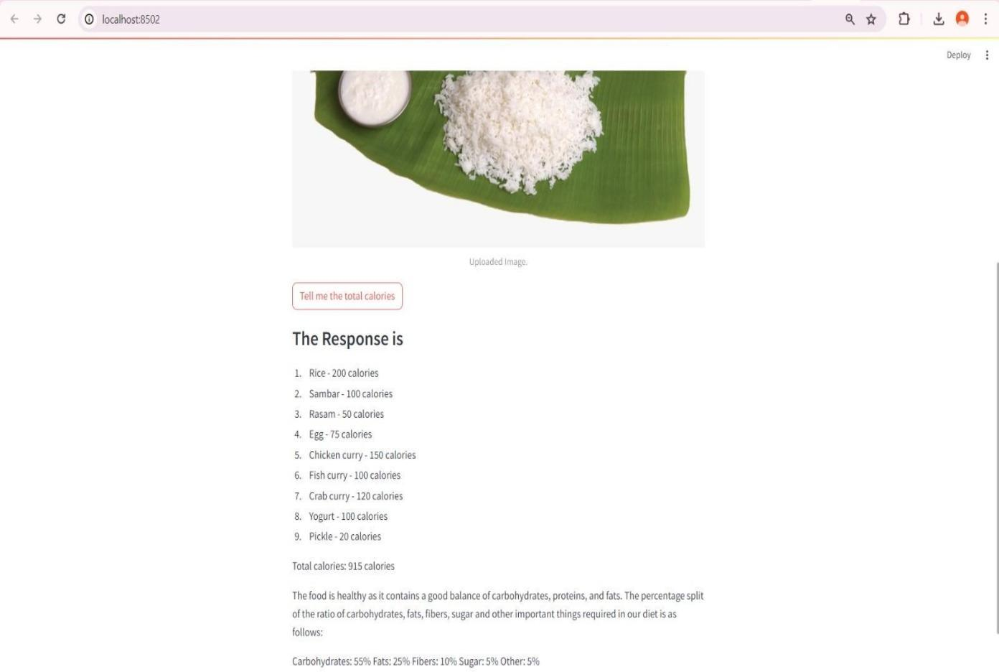 localhost:8502
Deploy
Uploaded Image.
Tell me the total calories
The Response is
1. Rice - 200 calories
2. Sambar - 100 calories
3. Rasam - 50 calories
4. Egg - 75 calories
5. Chicken curry - 150 calories
6. Fish curry - 100 calories
7. Crab curry - 120 calories
8. Yogurt - 100 calories
9. Pickle - 20 calories
Total calories: 915 calories
The food is healthy as it contains a good balance of carbohydrates, proteins, and fats. The percentage split
of the ratio of carbohydrates, fats, fibers, sugar and other important things required in our diet is as
follows:
Carbohydrates: 55% Fats: 25% Fibers: 10% Sugar: 5% Other: 5%